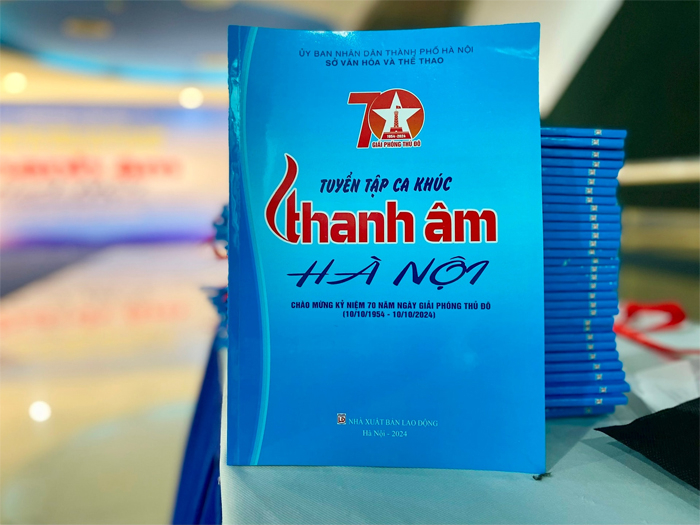 ỦY BAN NHÂN DÂN THÀNH PHỐ HÀ NỘI
SỞ VĂN HÓA VÀ THỂ THAO
70
1954-2024
GIẢI PHÓNG THỦ ĐÔ
TUYỂN TẬP CA KHÚC
thanh âm
HÀ NỘI
CHÀO MỪNG KỶ NIỆM 70 NĂM NGÀY GIẢI PHÓNG THỦ ĐÔ
(10/10/1954 - 10/10/2024)
NHÀ XUẤT BẢN LAO ĐỘNG
Hà Nội - 2024